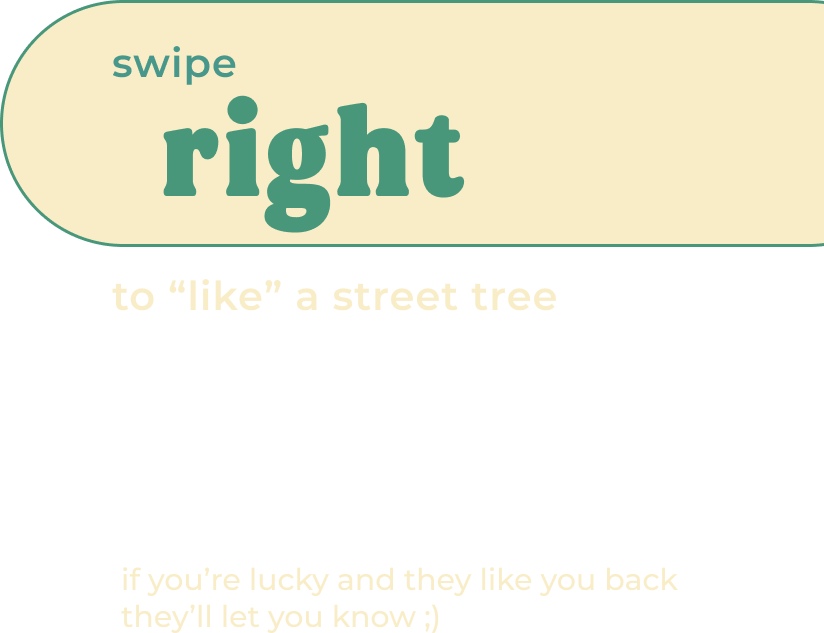 swipe
right
to “like” a street tree
if you’re lucky and they like you back
they’ll let you know ;)